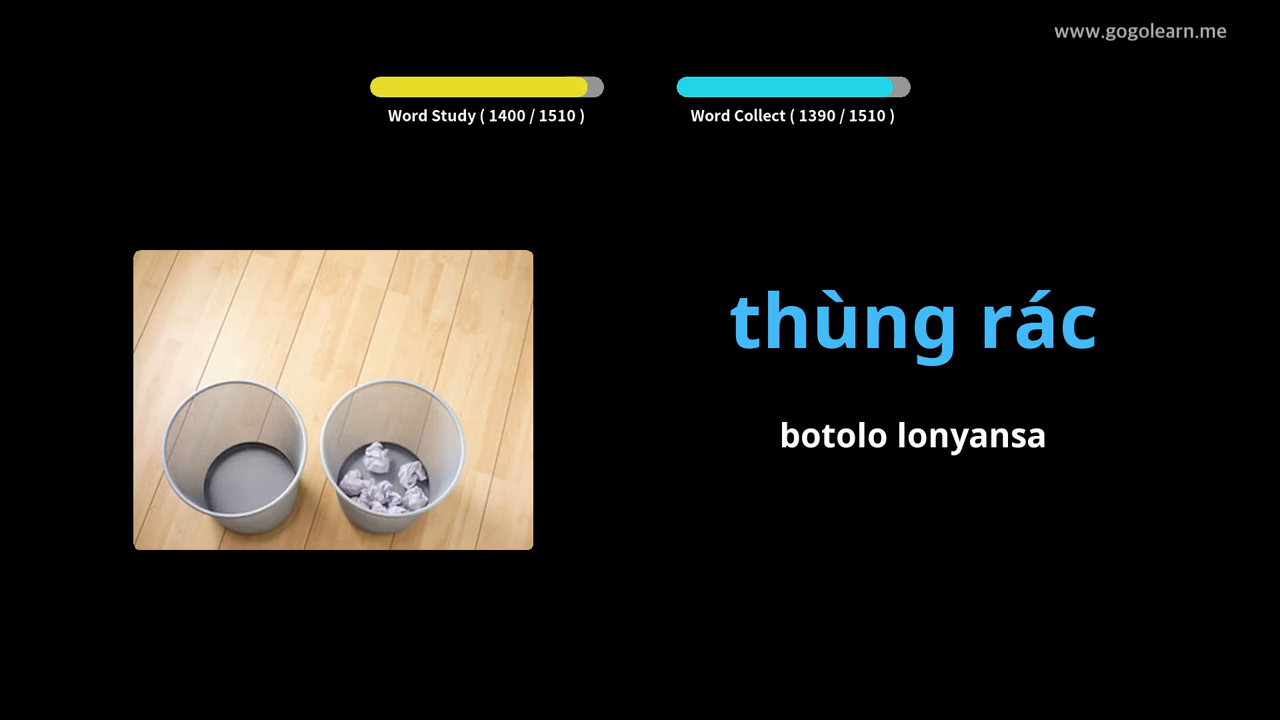 www.gogolearn.me
Word Study ( 1400 / 1510 )
Word Collect ( 1390 / 1510 )
thùng rác
botolo lonyansa